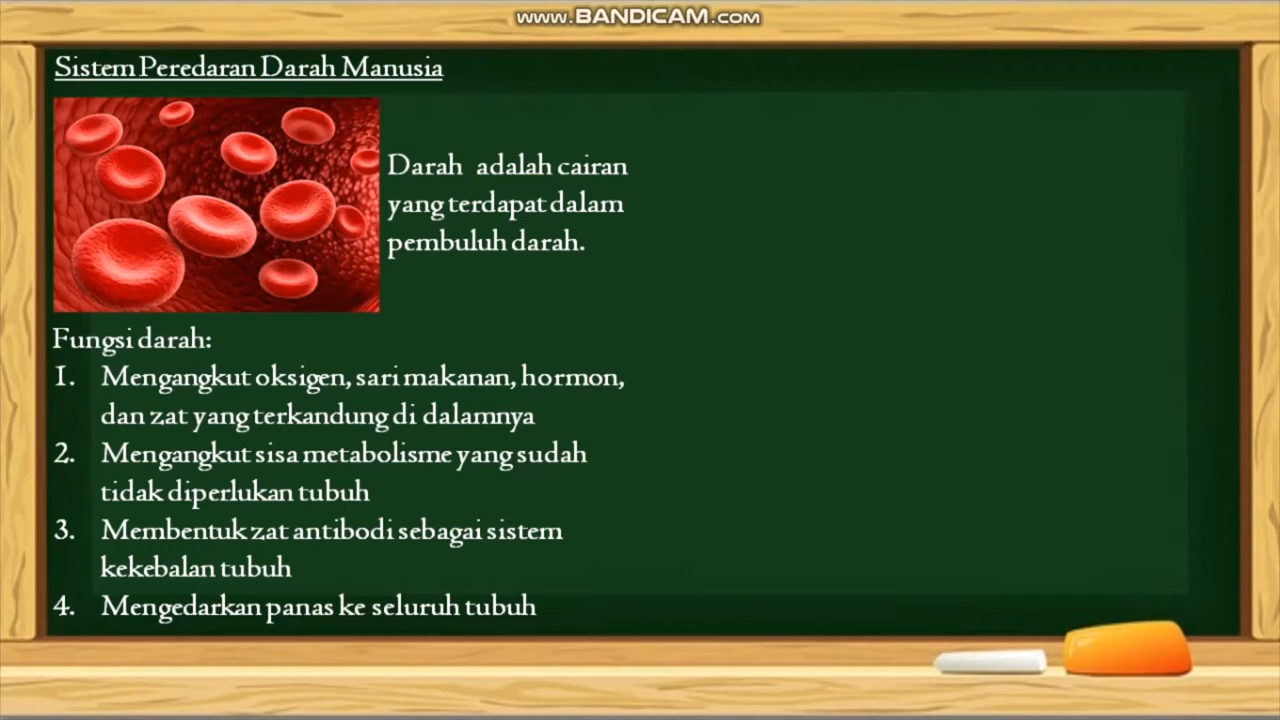 www.BANDICAM.com
Sistem Peredaran Darah Manusia
Darah adalah cairan
yang terdapat dalam
pembuluh darah.
Fungsi darah:
1. Mengangkut oksigen, sari makanan, hormon,
dan zat yang terkandung di dalamnya
2. Mengangkut sisa metabolisme yang sudah
tidak diperlukan tubuh
3. Membentuk zat antibodi sebagai sistem
kekebalan tubuh
4. Mengedarkan panas ke seluruh tubuh